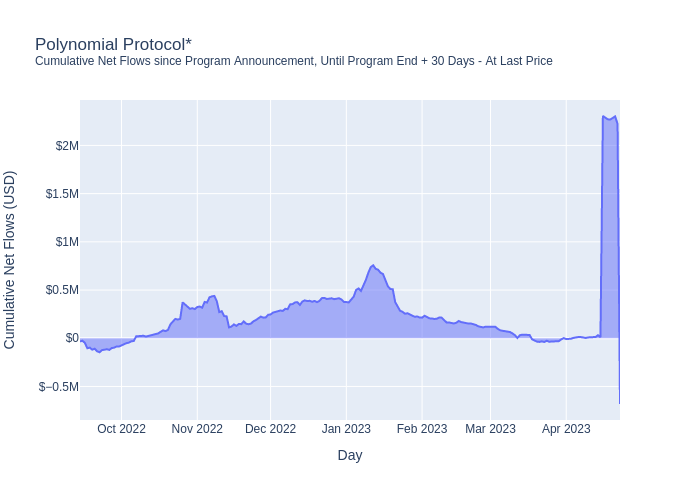 Polynomial Protocol*
Cumulative Net Flows since Program Announcement, Until Program End + 30 Days - At Last Price
Cumulative Net Flows (USD)
$2M
$1.5M
$1M
$0.5M
$0
$−0.5M
Oct 2022
Nov 2022
Dec 2022
Jan 2023
Feb 2023
Mar 2023
Apr 2023
Day